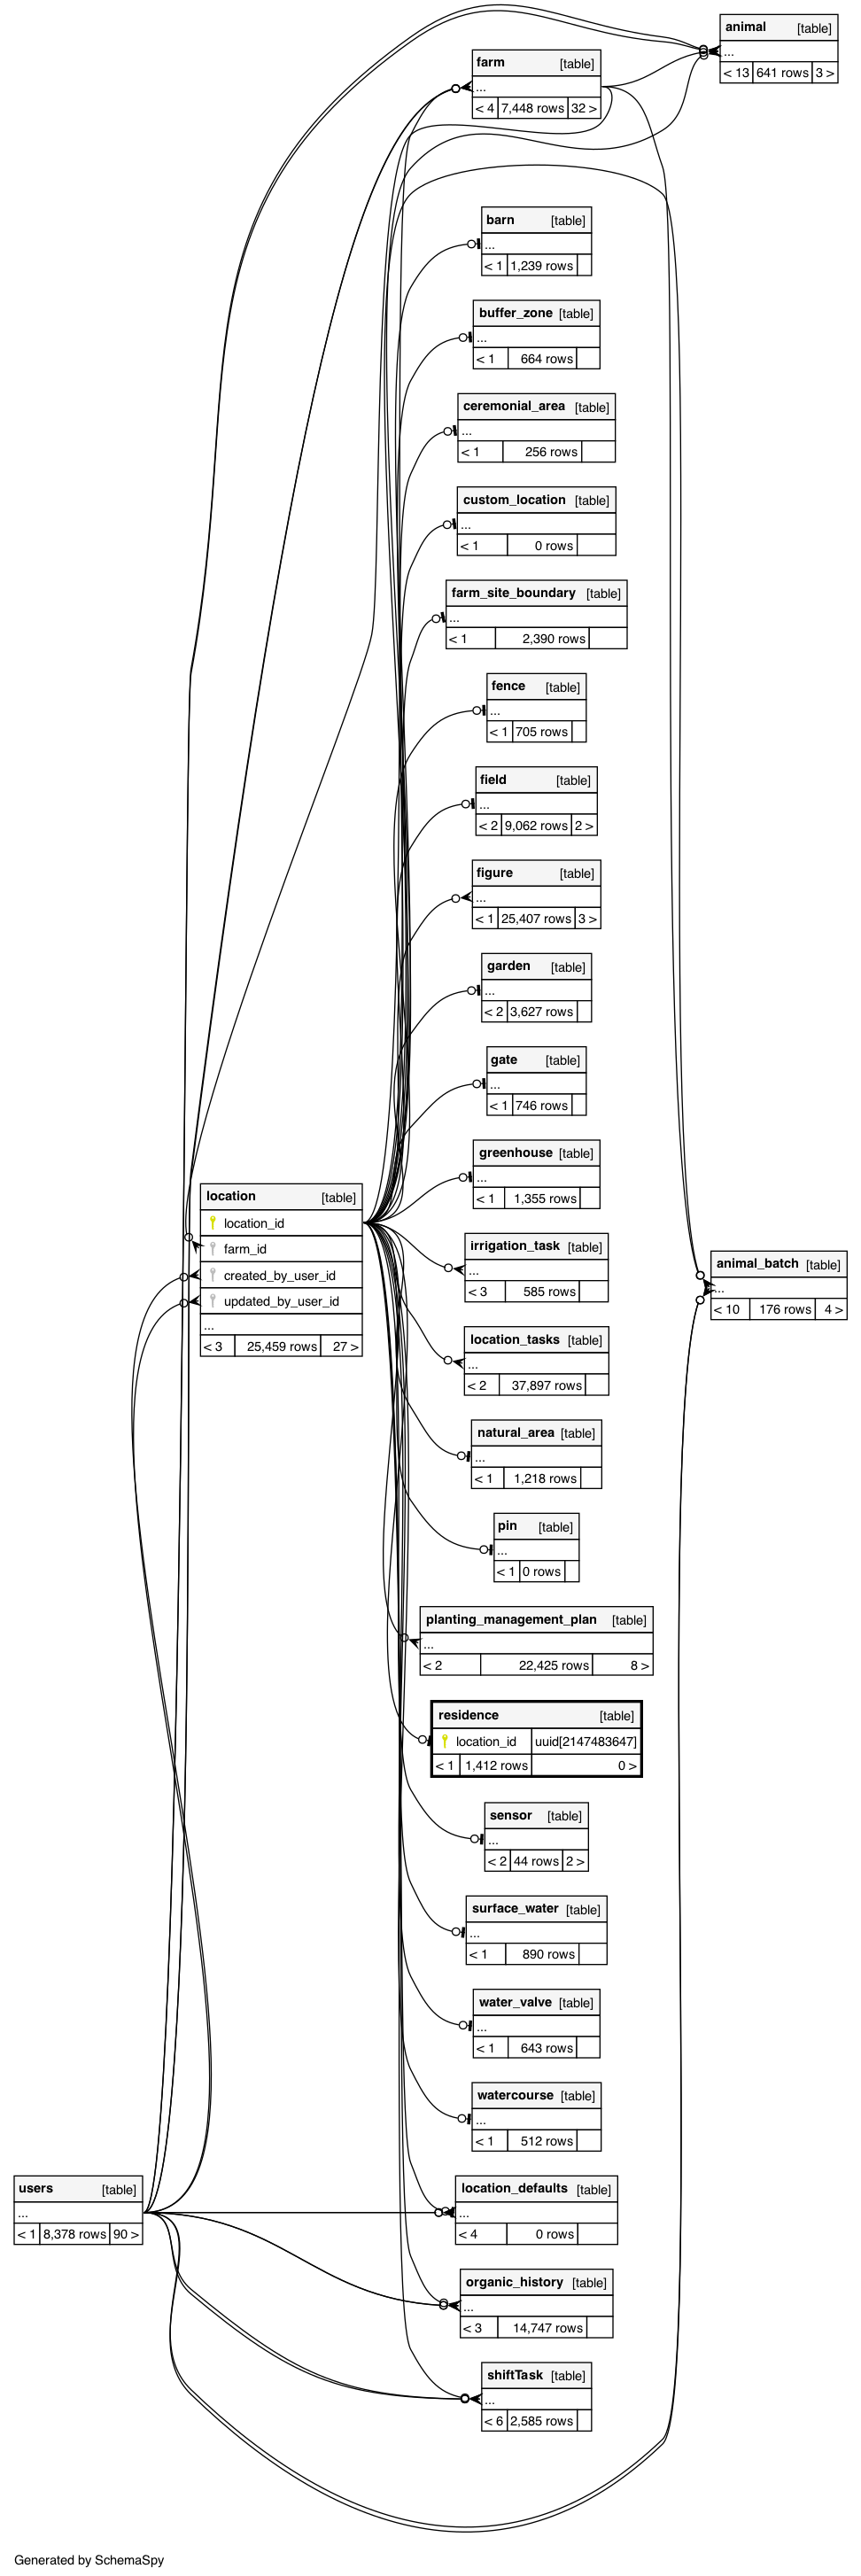 animal [table]
...
< 13 641 rows 3 >
farm [table]
...
< 4 7,448 rows 32 >
barn [table]
...
< 1 1,239 rows
buffer_zone [table]
...
< 1 664 rows
ceremonial_area [table]
...
< 1 256 rows
custom_location [table]
...
< 1 0 rows
farm_site_boundary [table]
...
< 1 2,390 rows
fence [table]
...
< 1 705 rows
field [table]
...
< 2 9,062 rows 2 >
figure [table]
...
< 1 25,407 rows 3 >
garden [table]
...
< 2 3,627 rows
gate [table]
...
< 1 746 rows
greenhouse [table]
...
< 1 1,355 rows
location [table]
location_id
farm_id
created_by_user_id
updated_by_user_id
...
< 3 25,459 rows 27 >
irrigation_task [table]
...
< 3 585 rows
animal_batch [table]
...
< 10 176 rows 4 >
location_tasks [table]
...
< 2 37,897 rows
natural_area [table]
...
< 1 1,218 rows
pin [table]
...
< 1 0 rows
planting_management_plan [table]
...
< 2 22,425 rows 8 >
residence [table]
location_id uuid[2147483647]
< 1 1,412 rows 0 >
sensor [table]
...
< 2 44 rows 2 >
surface_water [table]
...
< 1 890 rows
water_valve [table]
...
< 1 643 rows
watercourse [table]
...
< 1 512 rows
users [table]
...
< 1 8,378 rows 90 >
location_defaults [table]
...
< 4 0 rows
organic_history [table]
...
< 3 14,747 rows
shiftTask [table]
...
< 6 2,585 rows
Generated by SchemaSpy